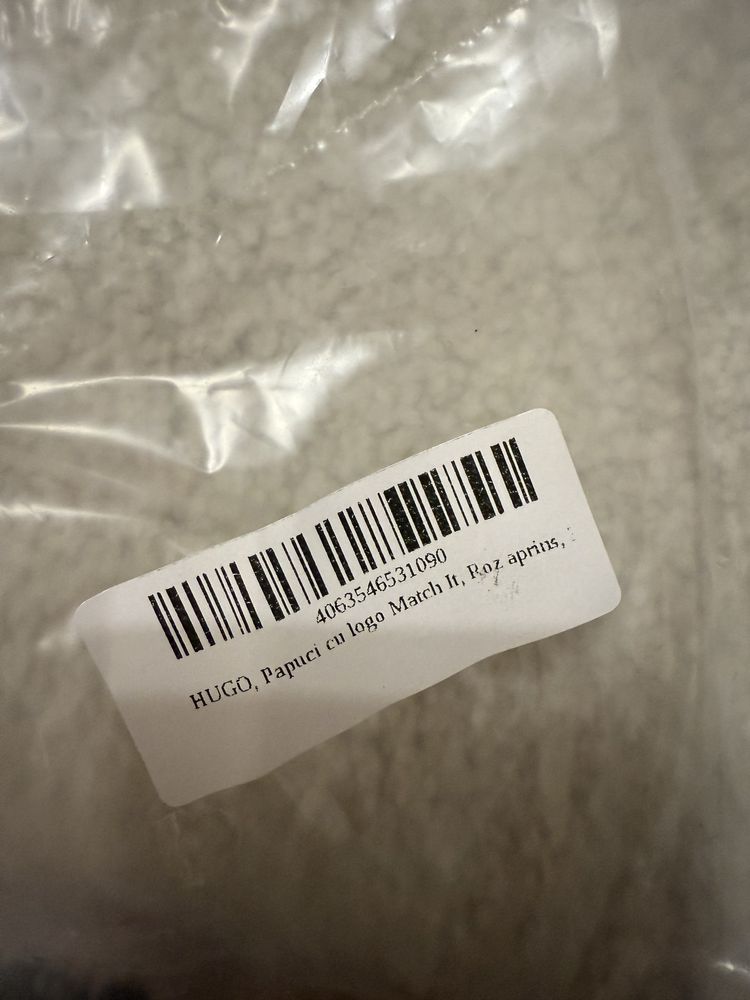 4063546531090
HUGO, Papuci cu logo Match It, Roz aprins,